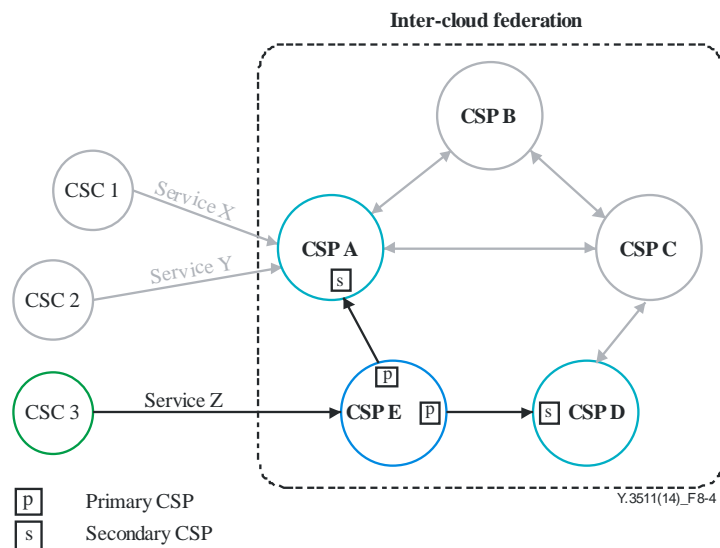 Inter-cloud federation
CSP B
CSC 1
Service X
CSP A
CSP C
s
Service Y
CSC 2
p
CSC 3
Service Z
CSP E
p
s
CSP D
p Primary CSP
s Secondary CSP
Y.3511(14)_F8-4